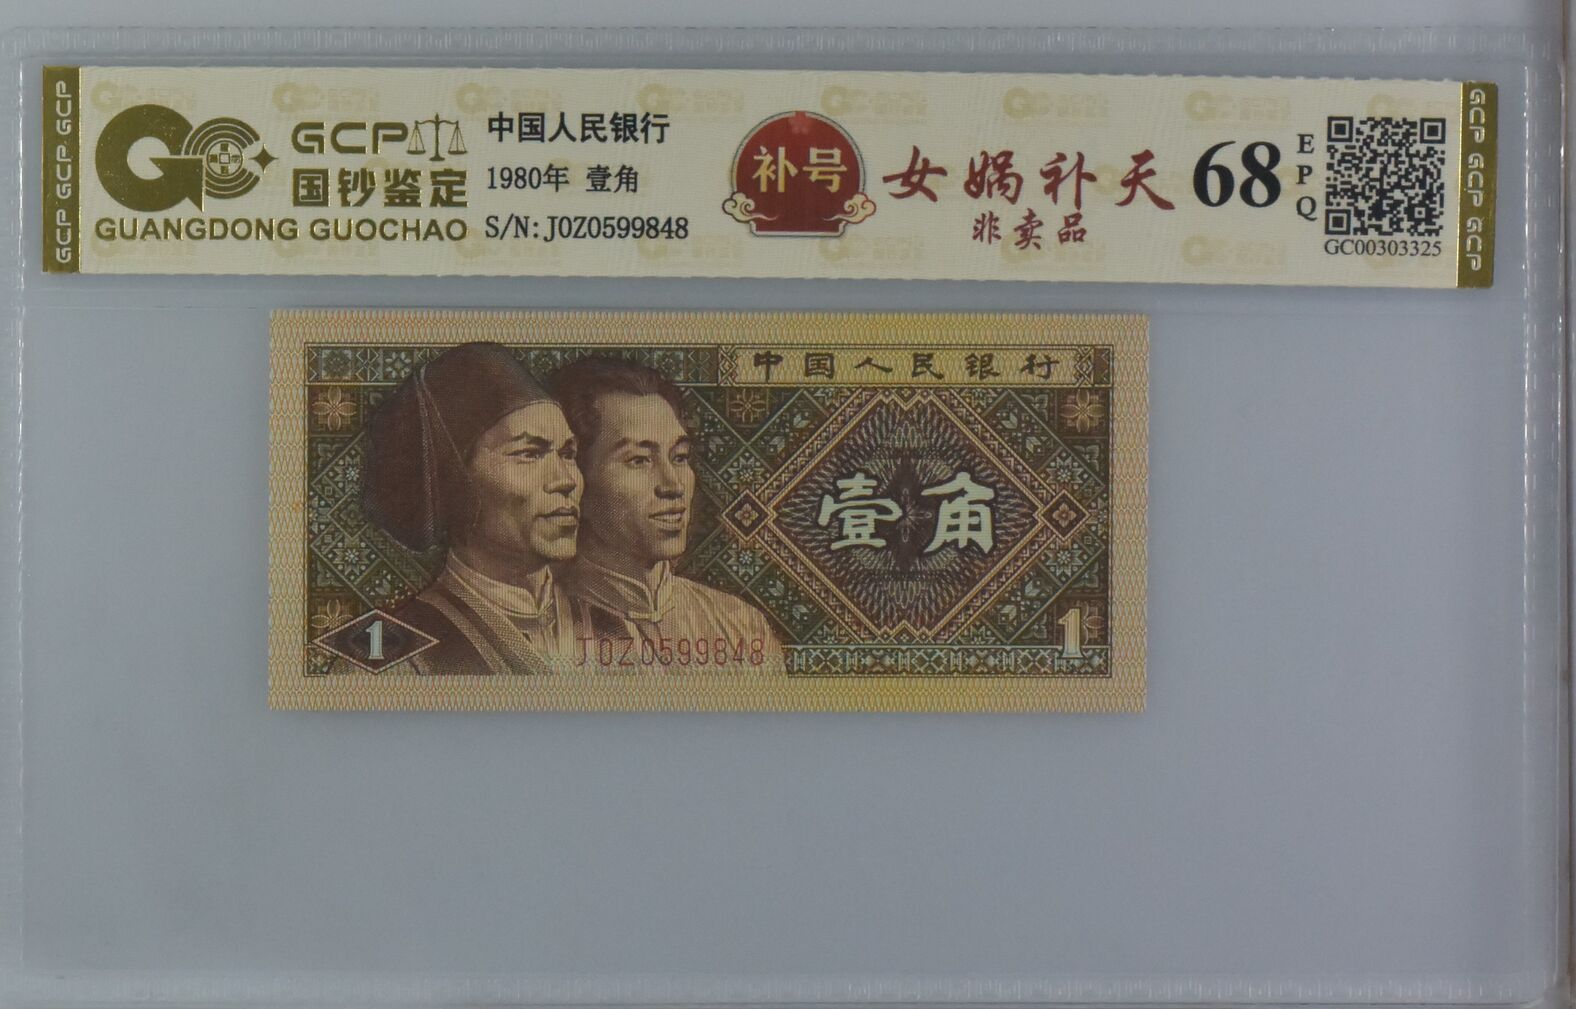 GCP GCP GCP
GCP
国钞鉴定
GUANGDONG GUOCHAO
中国人民银行
1980年 壹角
S/N:J0Z0599848
补号
女娲补天
非卖品
68
EPQ
GC00303325
GCP GCP GCP
中国人民银行
壹角
1
J0Z0599848
1